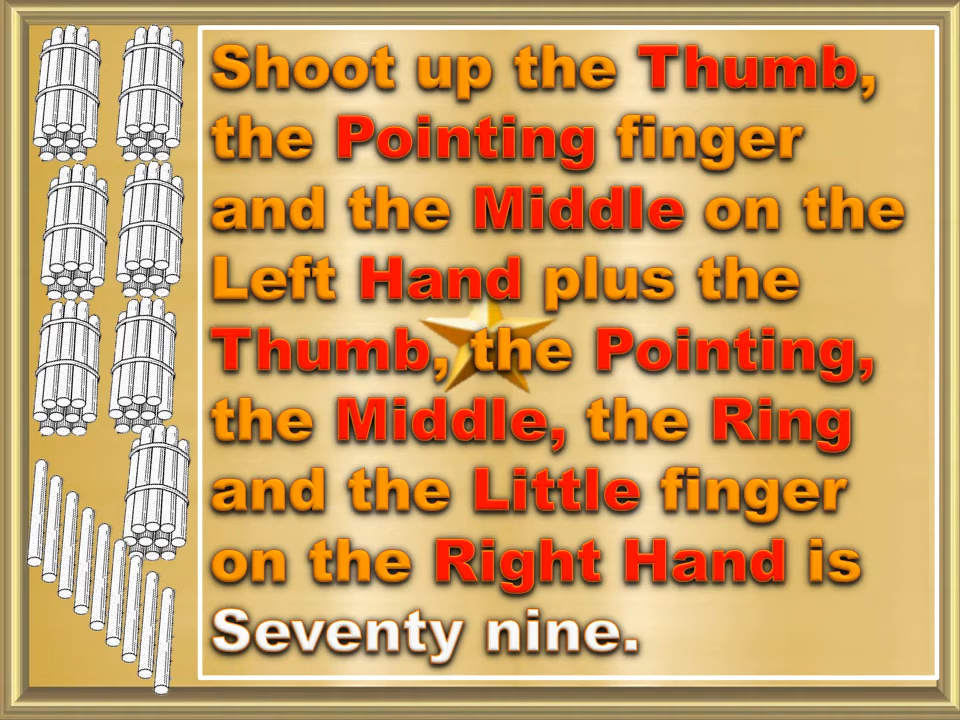 Shoot up the Thumb,
the Pointing finger
and the Middle on the
Left Hand plus the
Thumb, the Pointing,
the Middle, the Ring
and the Little finger
on the Right Hand is
Seventy nine.